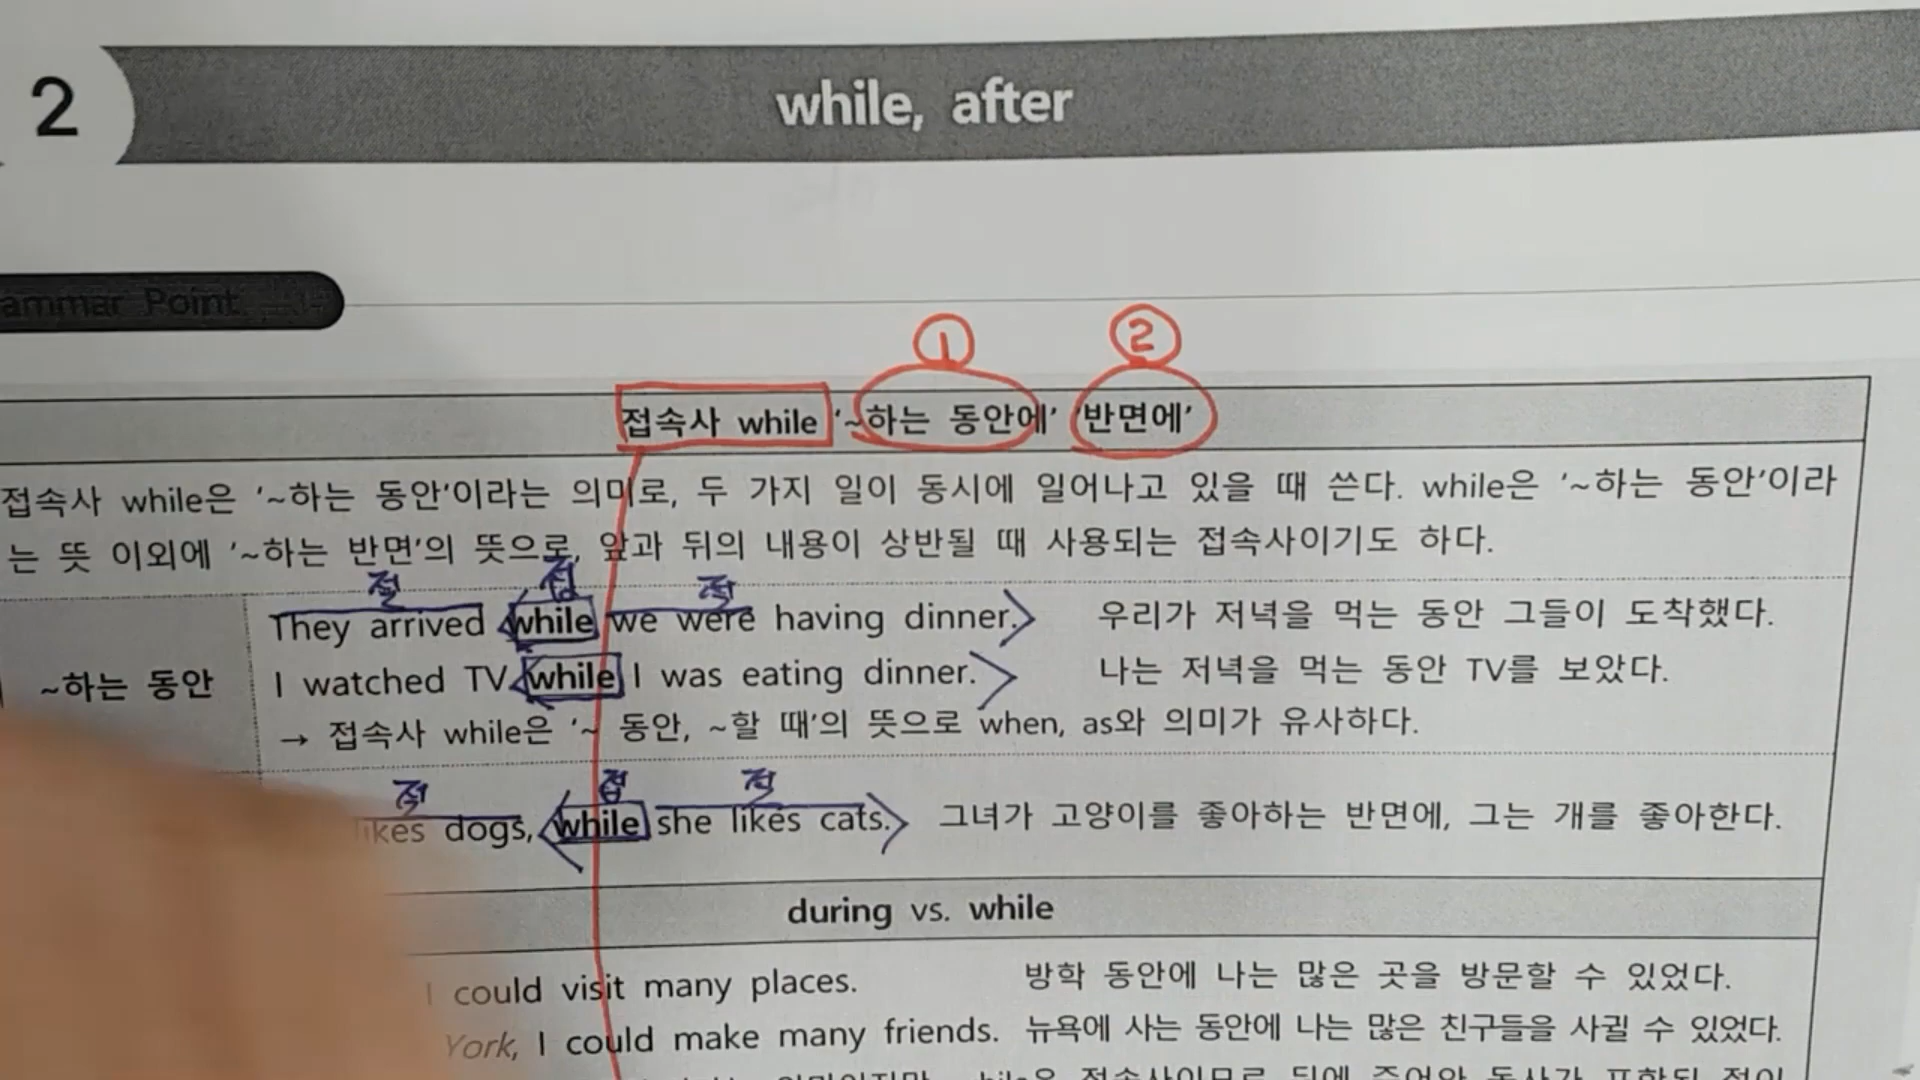 2
while, after
ammar Point
① ②
접속사 while '~하는 동안에' '반면에'
접속사 while은 '~하는 동안'이라는 의미로, 두 가지 일이 동시에 일어나고 있을 때 쓴다. while은 '~하는 동안'이라
는 뜻 이외에 '~하는 반면'의 뜻으로, 앞과 뒤의 내용이 상반될 때 사용되는 접속사이기도 하다.
절 접 절
They arrived while we were having dinner. 우리가 저녁을 먹는 동안 그들이 도착했다.
~하는 동안
I watched TV while I was eating dinner. 나는 저녁을 먹는 동안 TV를 보았다.
→ 접속사 while은 '~ 동안, ~할 때'의 뜻으로 when, as와 의미가 유사하다.
절 접 절
likes dogs, while she likes cats. 그녀가 고양이를 좋아하는 반면에, 그는 개를 좋아한다.
during vs. while
I could visit many places. 방학 동안에 나는 많은 곳을 방문할 수 있었다.
York, I could make many friends. 뉴욕에 사는 동안에 나는 많은 친구들을 사귈 수 있었다.